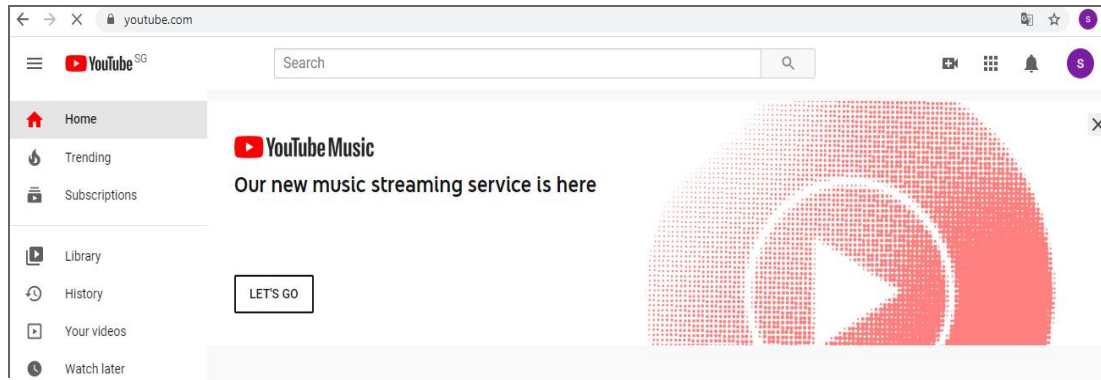 youtube.com
S
YouTube SG
Search
S
Home
Trending
Subscriptions
Library
History
Your videos
Watch later
YouTube Music
Our new music streaming service is here
LET'S GO